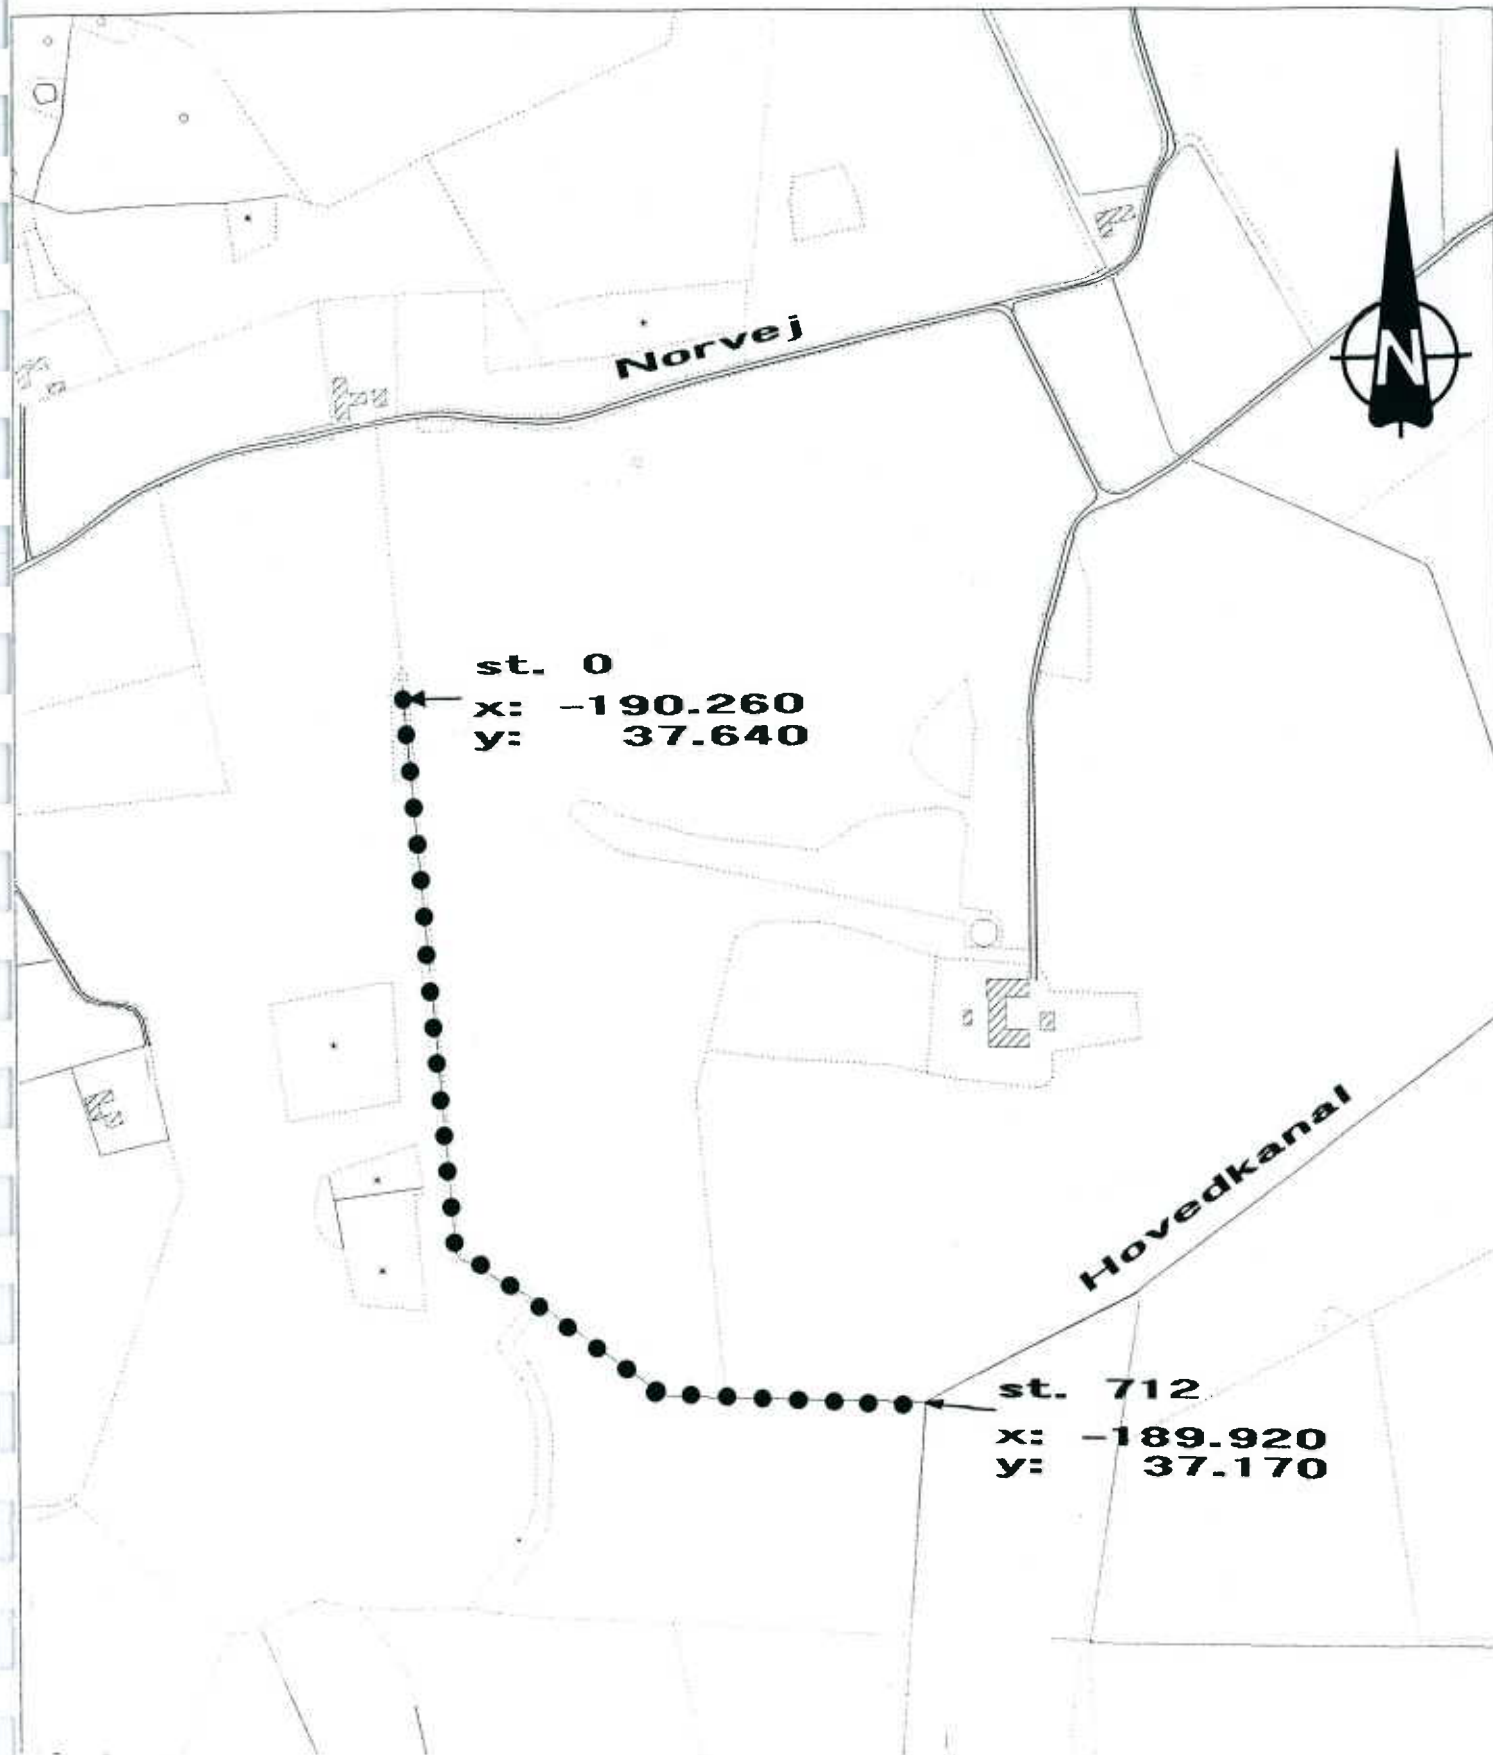 Norvej
N
st. 0
x: -190.260
y: 37.640
Hovedkanal
st. 712
x: -189.920
y: 37.170